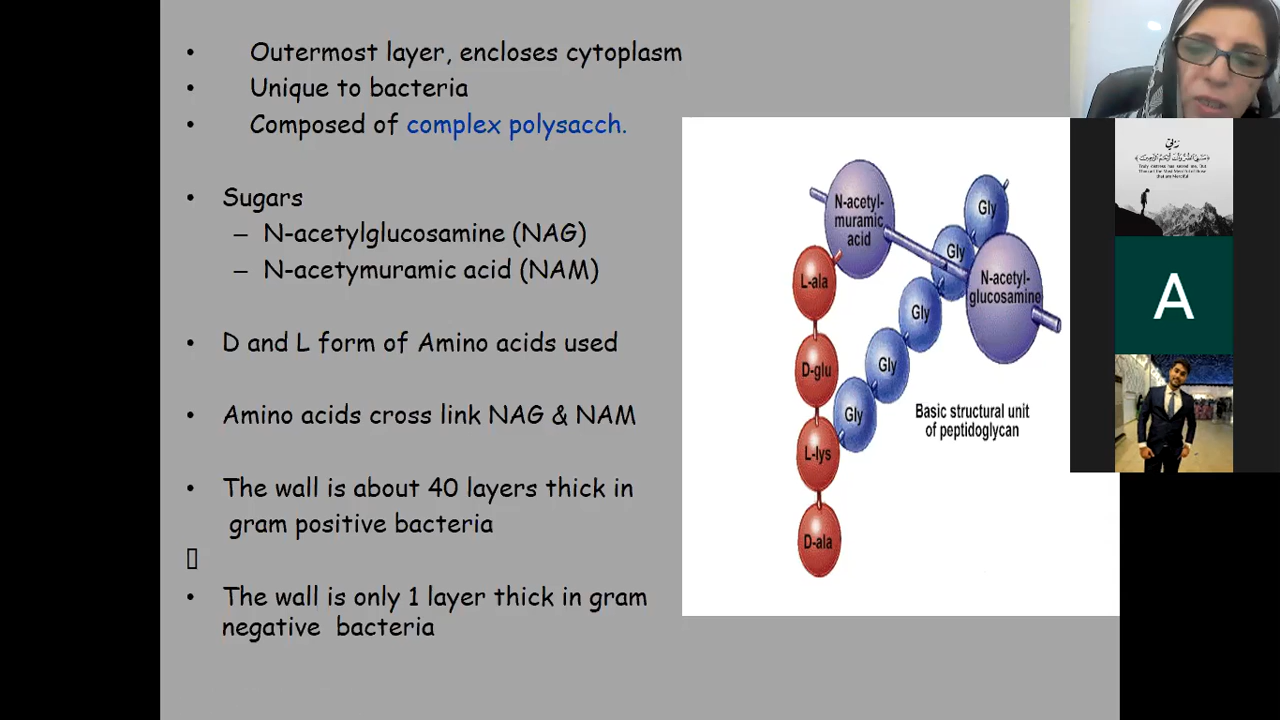 • Outermost layer, encloses cytoplasm
• Unique to bacteria
• Composed of complex polysacch.
• Sugars
– N-acetylglucosamine (NAG)
– N-acetymuramic acid (NAM)
• D and L form of Amino acids used
• Amino acids cross link NAG & NAM
• The wall is about 40 layers thick in
gram positive bacteria
• The wall is only 1 layer thick in gram
negative bacteria
N-acetyl-
muramic
acid
L-ala
D-glu
L-lys
D-ala
Gly
Gly
Gly
Gly
Gly
N-acetyl-
glucosamine
Basic structural unit
of peptidoglycan
A